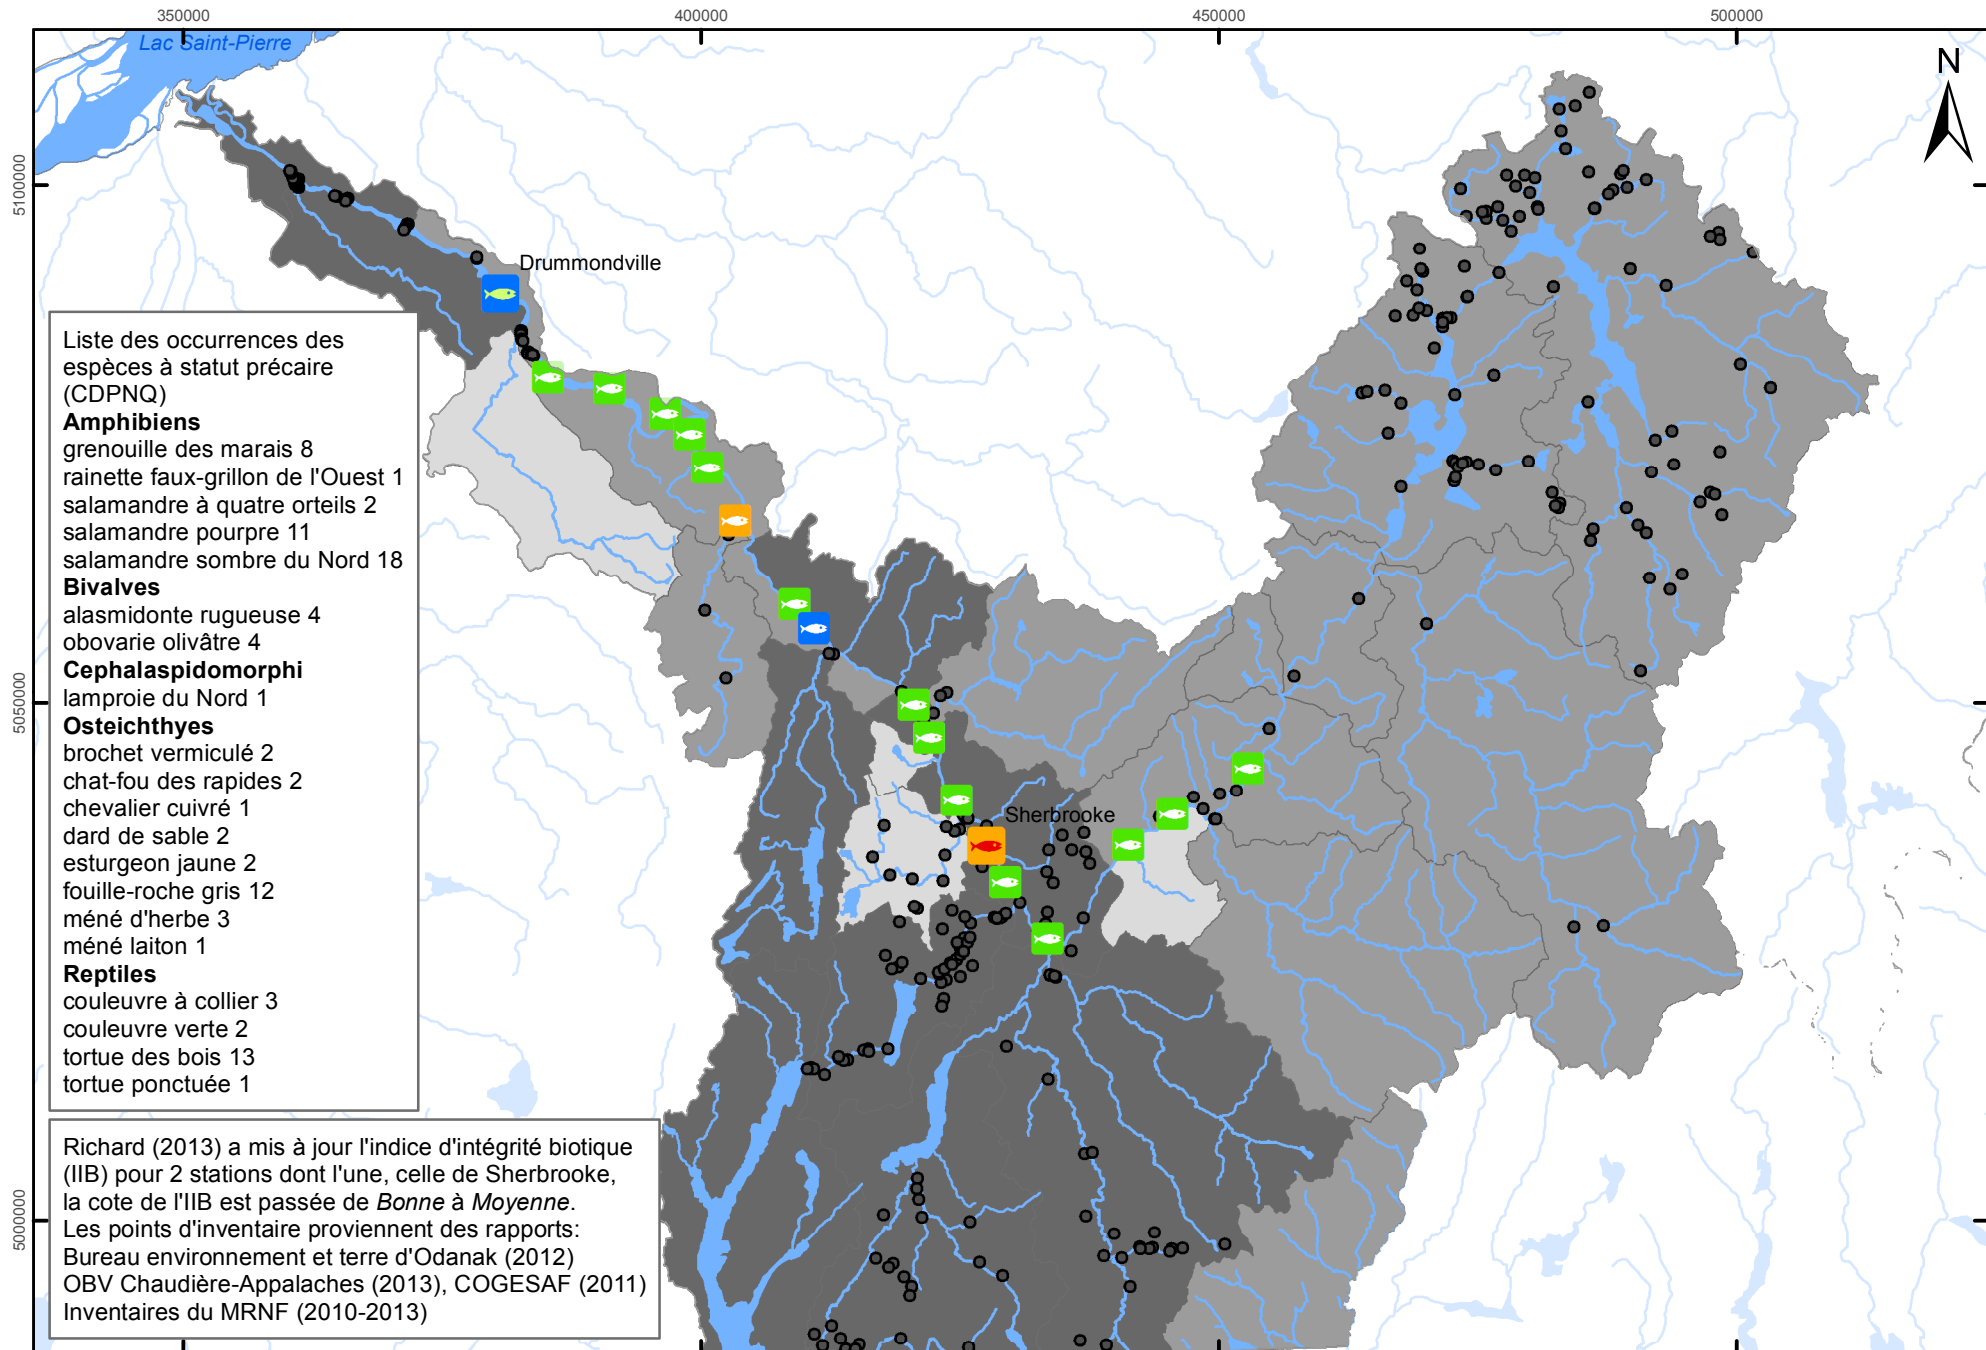 350000
400000
450000
500000
Lac Saint-Pierre
N
5100000
Drummondville
Liste des occurrences des
espèces à statut précaire
(CDPNQ)
Amphibiens
grenouille des marais 8
rainette faux-grillon de l'Ouest 1
salamandre à quatre orteils 2
salamandre pourpre 11
salamandre sombre du Nord 18
Bivalves
alasmidonte rugueuse 4
obovarie olivâtre 4
Cephalaspidomorphi
lamproie du Nord 1
Osteichthyes
brochet vermiculé 2
chat-fou des rapides 2
chevalier cuivré 1
dard de sable 2
esturgeon jaune 2
fouille-roche gris 12
méné d'herbe 3
méné laiton 1
Reptiles
couleuvre à collier 3
couleuvre verte 2
tortue des bois 13
tortue ponctuée 1
5050000
Sherbrooke
Richard (2013) a mis à jour l'indice d'intégrité biotique
(IIB) pour 2 stations dont l'une, celle de Sherbrooke,
la cote de l'IIB est passée de Bonne à Moyenne.
Les points d'inventaire proviennent des rapports:
Bureau environnement et terre d'Odanak (2012)
OBV Chaudière-Appalaches (2013), COGESAF (2011)
Inventaires du MRNF (2010-2013)
5000000